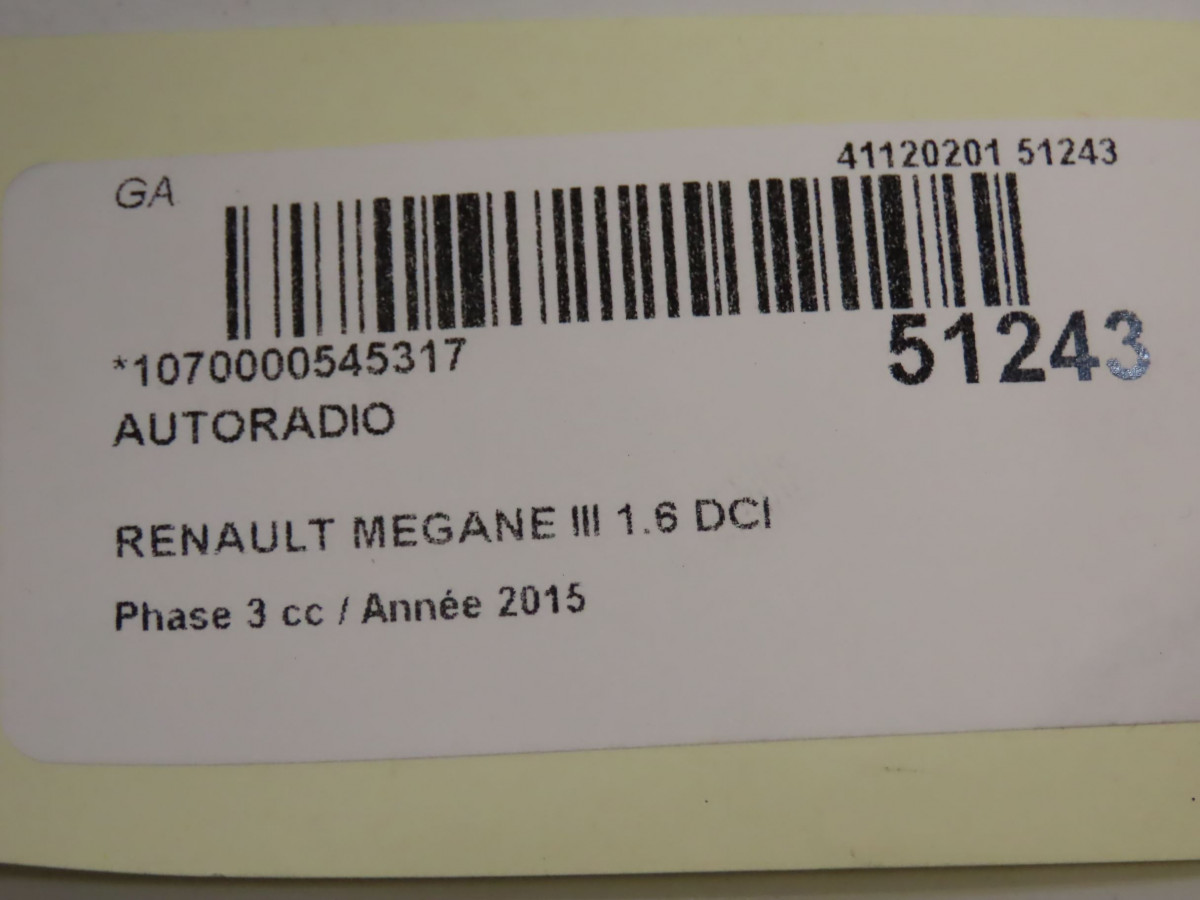 GA
41120201 51243
*1070000545317
51243
AUTORADIO
RENAULT MEGANE III 1.6 DCI
Phase 3 cc / Année 2015